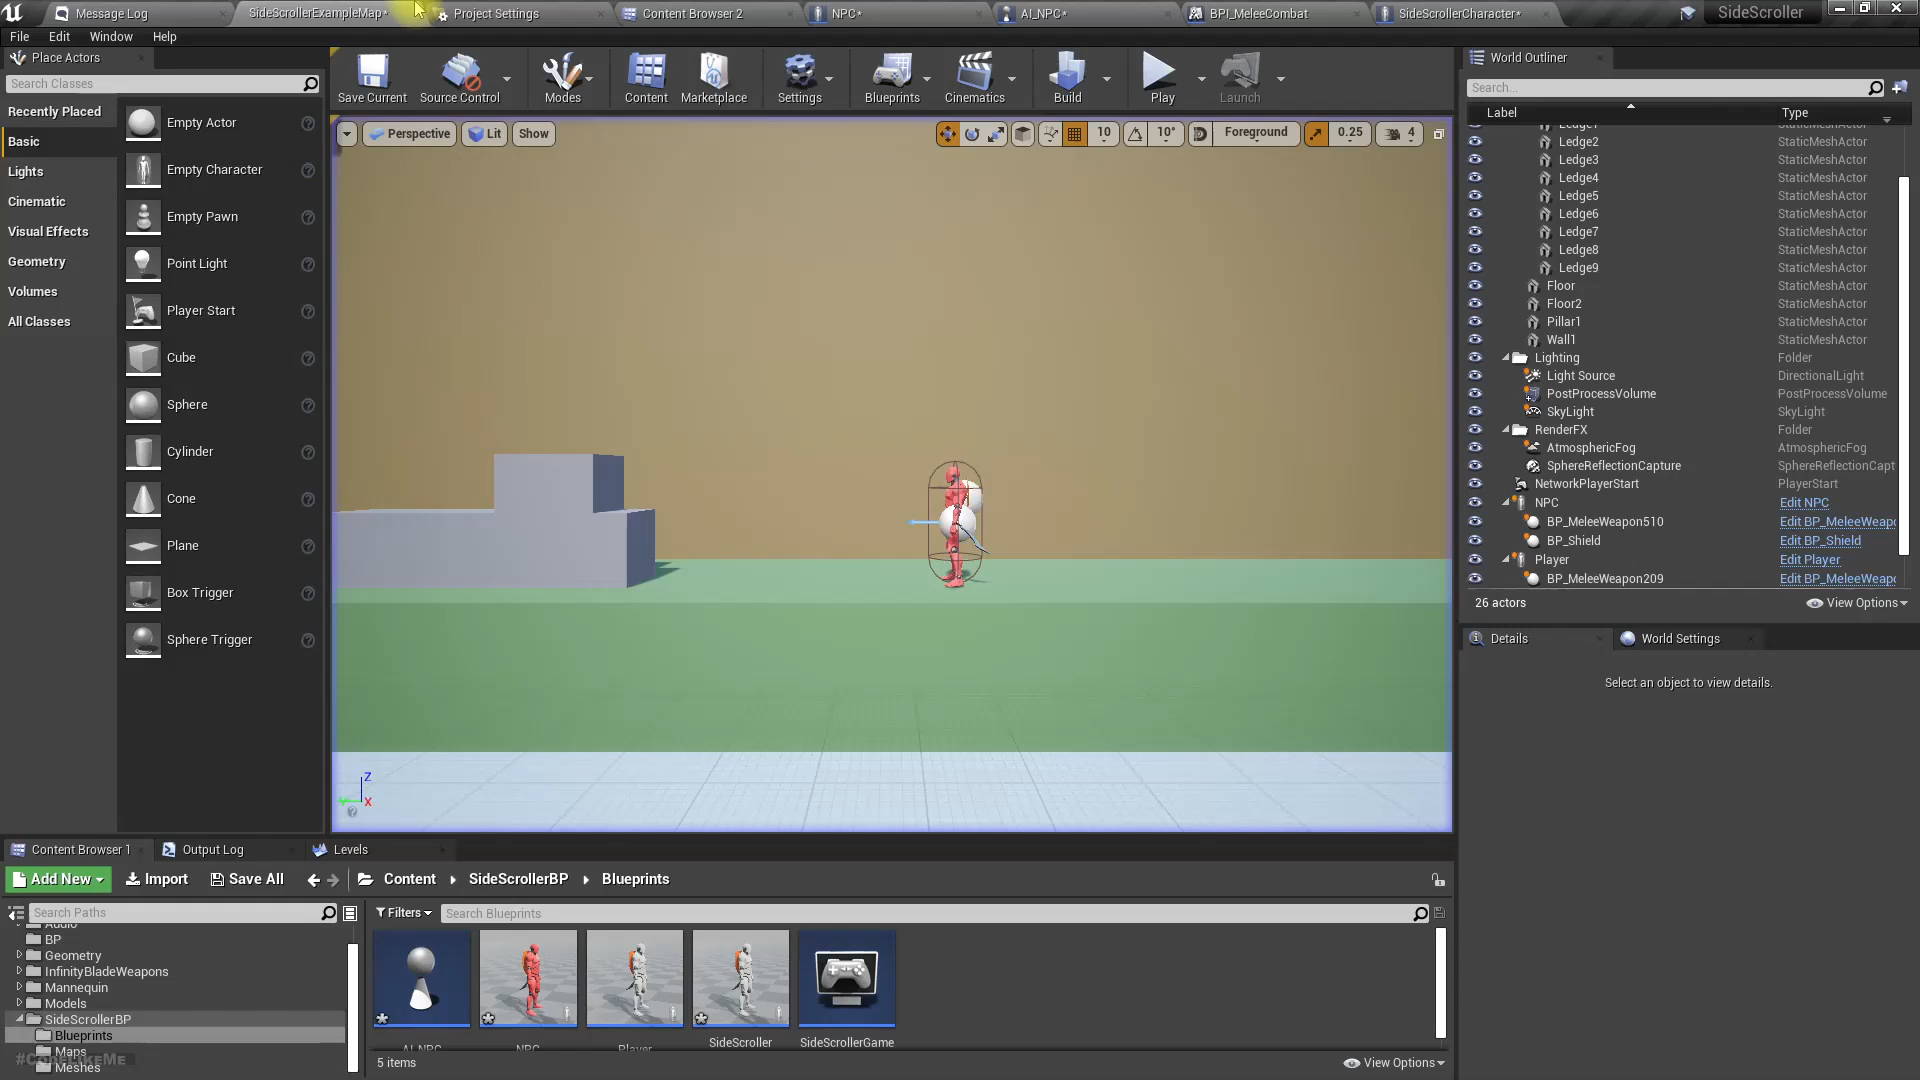 Message Log
SideScrollerExampleMap*
Project Settings
Content Browser 2
NPC*
AI_NPC*
BPI_MeleeCombat
SideScrollerCharacter*
SideScroller
File
Edit
Window
Help
Place Actors
Search Classes
Recently Placed
Basic
Lights
Cinematic
Visual Effects
Geometry
Volumes
All Classes
Empty Actor
Empty Character
Empty Pawn
Point Light
Player Start
Cube
Sphere
Cylinder
Cone
Plane
Box Trigger
Sphere Trigger
Save Current
Source Control
Modes
Content
Marketplace
Settings
Blueprints
Cinematics
Build
Play
Launch
Perspective
Lit
Show
10
10°
Foreground
0.25
4
Z
X
World Outliner
Search...
Label
Type
Ledge1 StaticMeshActor
Ledge2 StaticMeshActor
Ledge3 StaticMeshActor
Ledge4 StaticMeshActor
Ledge5 StaticMeshActor
Ledge6 StaticMeshActor
Ledge7 StaticMeshActor
Ledge8 StaticMeshActor
Ledge9 StaticMeshActor
Floor StaticMeshActor
Floor2 StaticMeshActor
Pillar1 StaticMeshActor
Wall1 StaticMeshActor
Lighting Folder
Light Source DirectionalLight
PostProcessVolume PostProcessVolume
SkyLight SkyLight
RenderFX Folder
AtmosphericFog AtmosphericFog
SphereReflectionCapture SphereReflectionCapt
NetworkPlayerStart PlayerStart
NPC Edit NPC
BP_MeleeWeapon510 Edit BP_MeleeWeapo
BP_Shield Edit BP_Shield
Player Edit Player
BP_MeleeWeapon209 Edit BP_MeleeWeapo
26 actors
View Options
Details
World Settings
Select an object to view details.
Content Browser 1
Output Log
Levels
Add New
Import
Save All
Content
SideScrollerBP
Blueprints
Search Paths
Filters
Search Blueprints
Audio
BP
Geometry
InfinityBladeWeapons
Mannequin
Models
SideScrollerBP
Blueprints
Maps
Meshes
AI_NPC
NPC
Player
SideScroller
SideScrollerGame
5 items
View Options
#CodeLikeMe